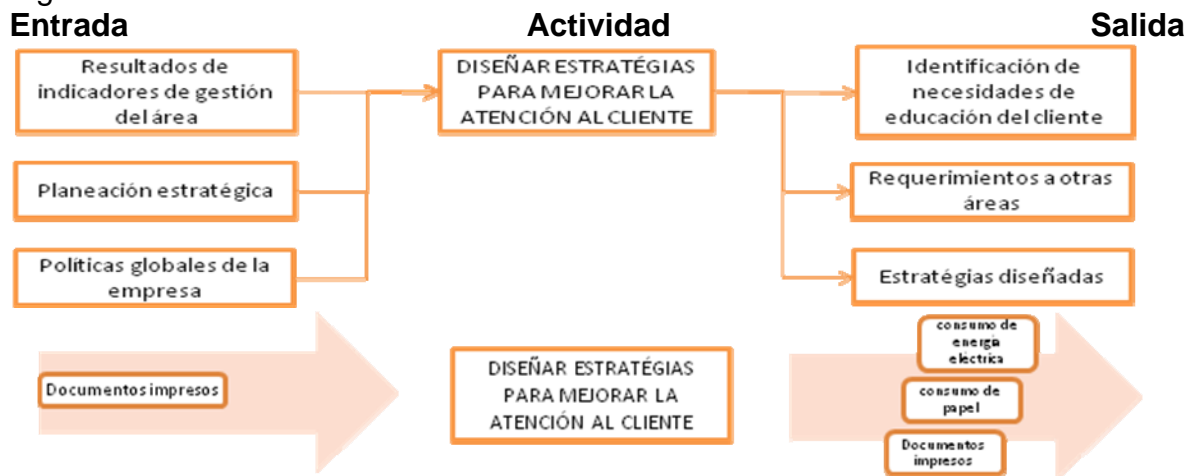 Entrada
Actividad
Salida
Resultados de
indicadores de gestión
del área
DISEÑAR ESTRATÉGIAS
PARA MEJORAR LA
ATENCIÓN AL CLIENTE
Identificación de
necesidades de
educación del cliente
Planeación estratégica
Requerimientos a otras
áreas
Políticas globales de la
empresa
Estratégias diseñadas
Documentos impresos
DISEÑAR ESTRATÉGIAS
PARA MEJORAR LA
ATENCIÓN AL CLIENTE
consumo de
energía
eléctrica
consumo de
papel
Documentos
impresos